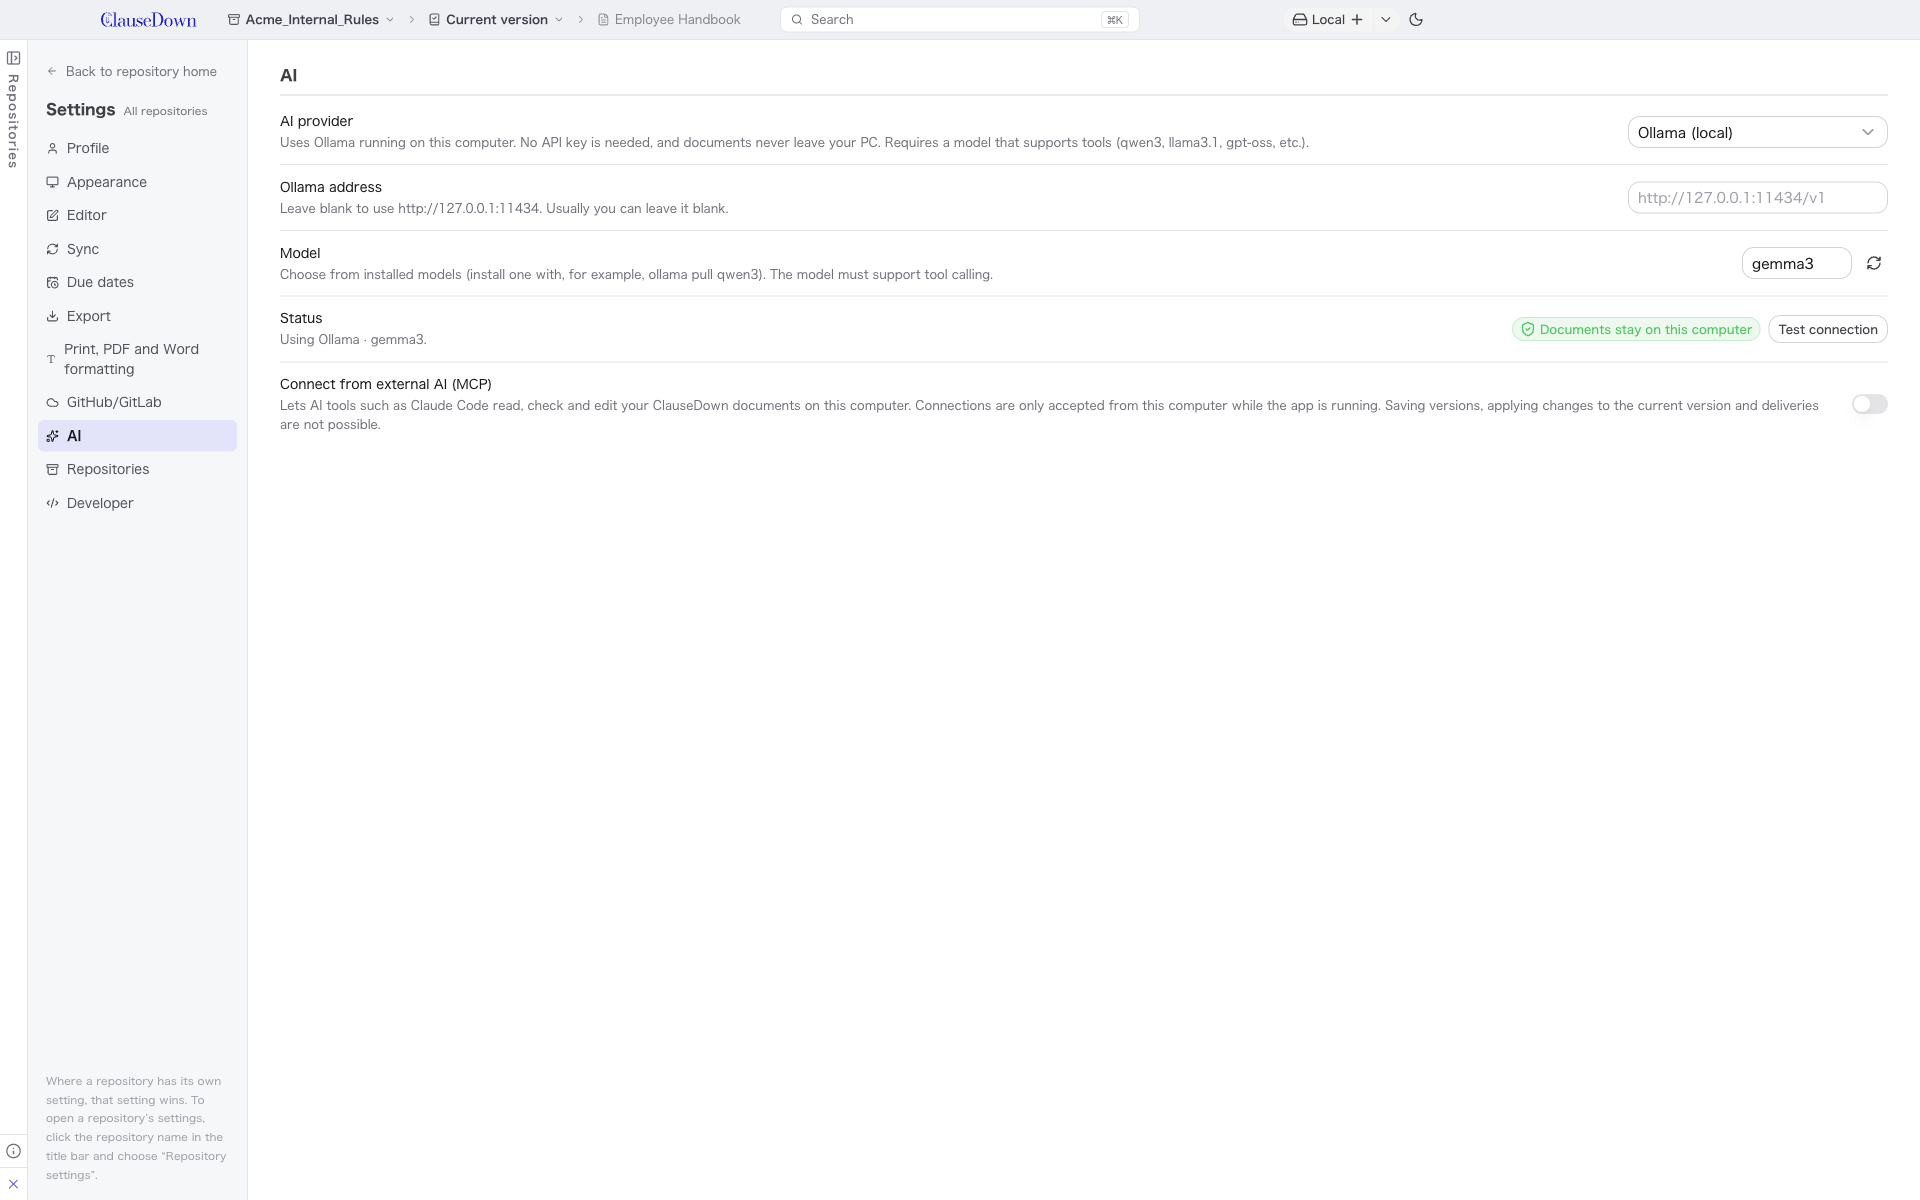 ClauseDown
Acme_Internal_Rules
Current version
Employee Handbook
Search
⌘K
Local
Repositories
Back to repository home
Settings All repositories
Profile
Appearance
Editor
Sync
Due dates
Export
Print, PDF and Word
formatting
GitHub/GitLab
AI
Repositories
Developer
Where a repository has its own
setting, that setting wins. To
open a repository's settings,
click the repository name in the
title bar and choose "Repository
settings".
AI
AI provider
Uses Ollama running on this computer. No API key is needed, and documents never leave your PC. Requires a model that supports tools (qwen3, llama3.1, gpt-oss, etc.).
Ollama (local)
Ollama address
Leave blank to use http://127.0.0.1:11434. Usually you can leave it blank.
http://127.0.0.1:11434/v1
Model
Choose from installed models (install one with, for example, ollama pull qwen3). The model must support tool calling.
gemma3
Status
Using Ollama · gemma3.
Documents stay on this computer
Test connection
Connect from external AI (MCP)
Lets AI tools such as Claude Code read, check and edit your ClauseDown documents on this computer. Connections are only accepted from this computer while the app is running. Saving versions, applying changes to the current version and deliveries
are not possible.